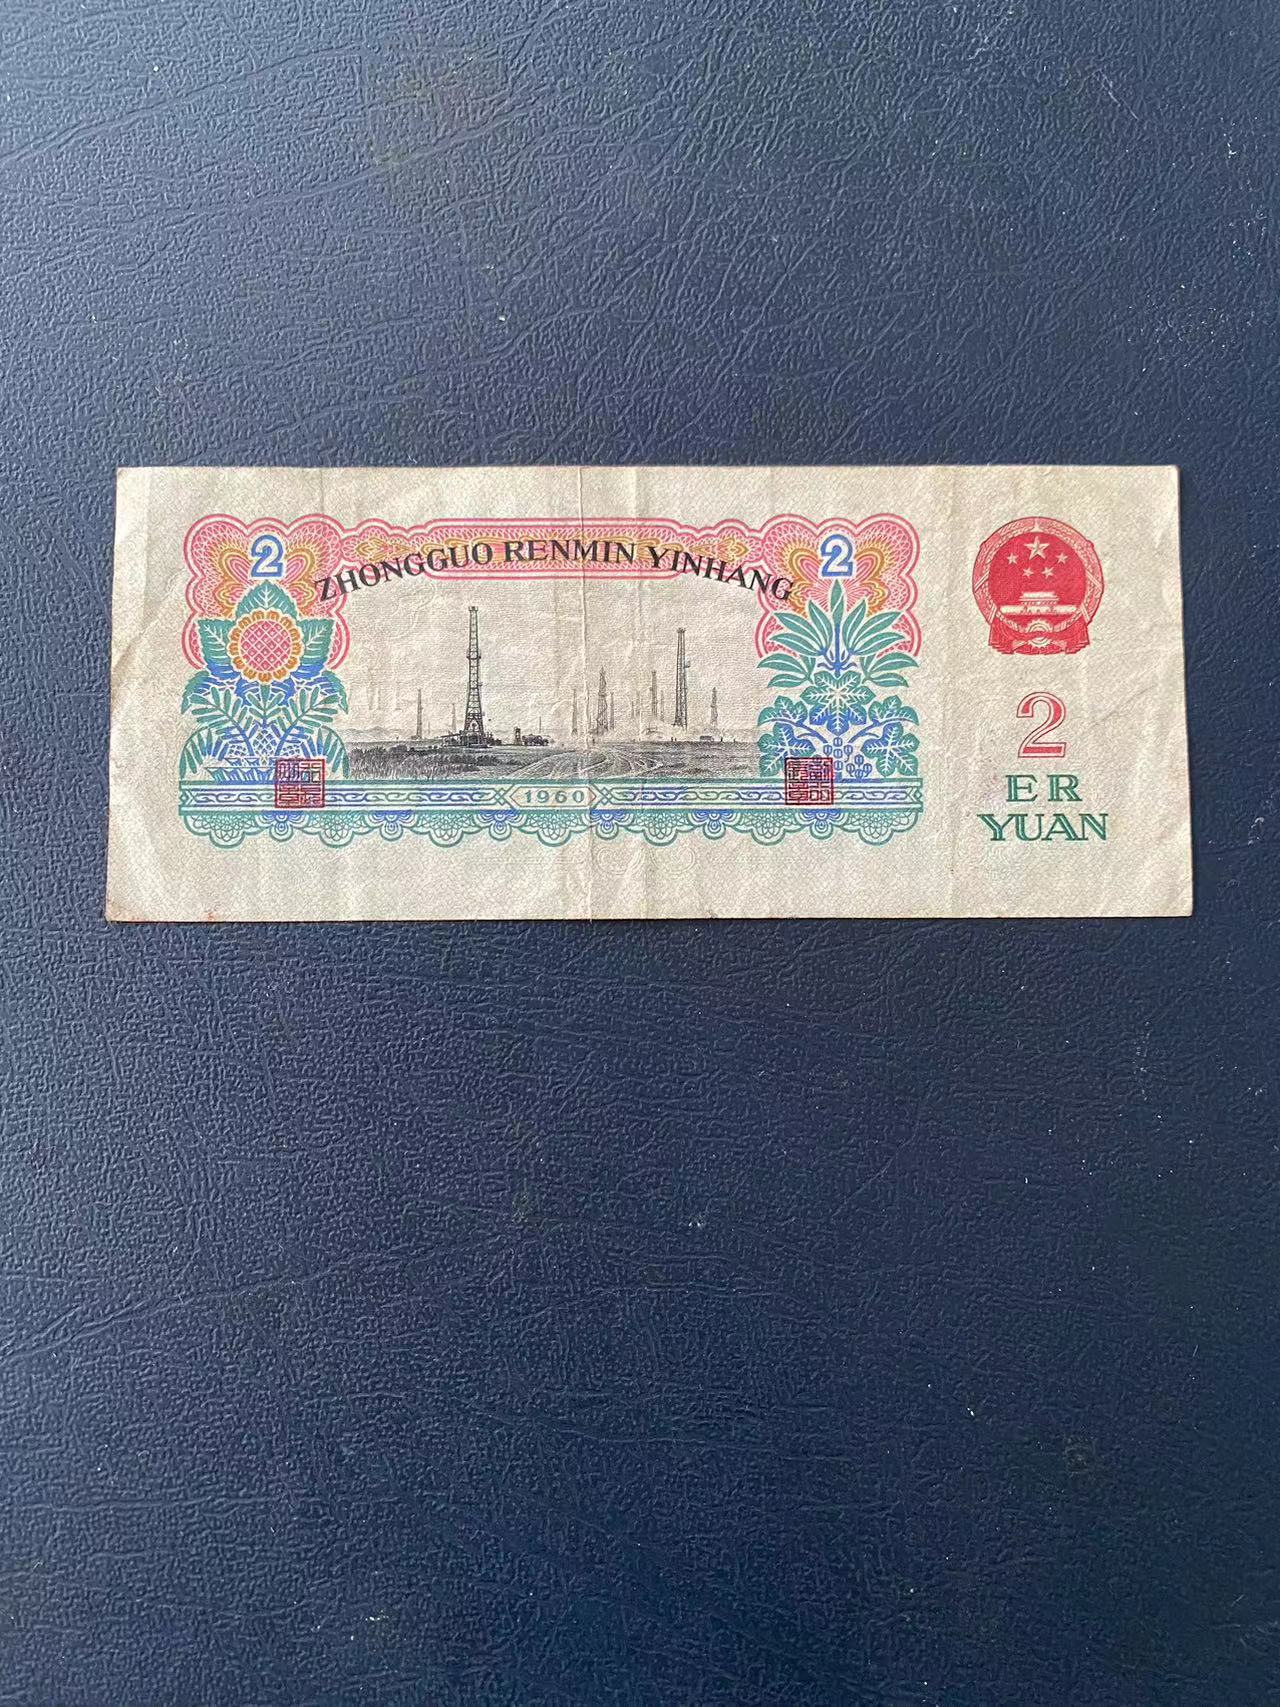 2
2
ZHONGGUO RENMIN YINHANG
1960
2
ER
YUAN